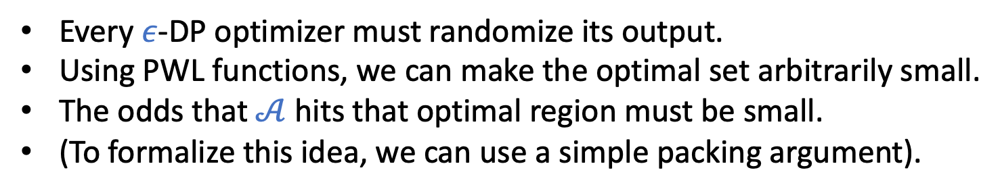 • Every ϵ-DP optimizer must randomize its output.
• Using PWL functions, we can make the optimal set arbitrarily small.
• The odds that 𝒜 hits that optimal region must be small.
• (To formalize this idea, we can use a simple packing argument).